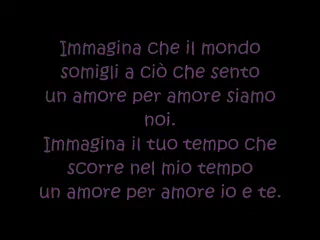 Immagina che il mondo
somigli a ciò che sento
un amore per amore siamo
noi.
Immagina il tuo tempo che
scorre nel mio tempo
un amore per amore io e te.